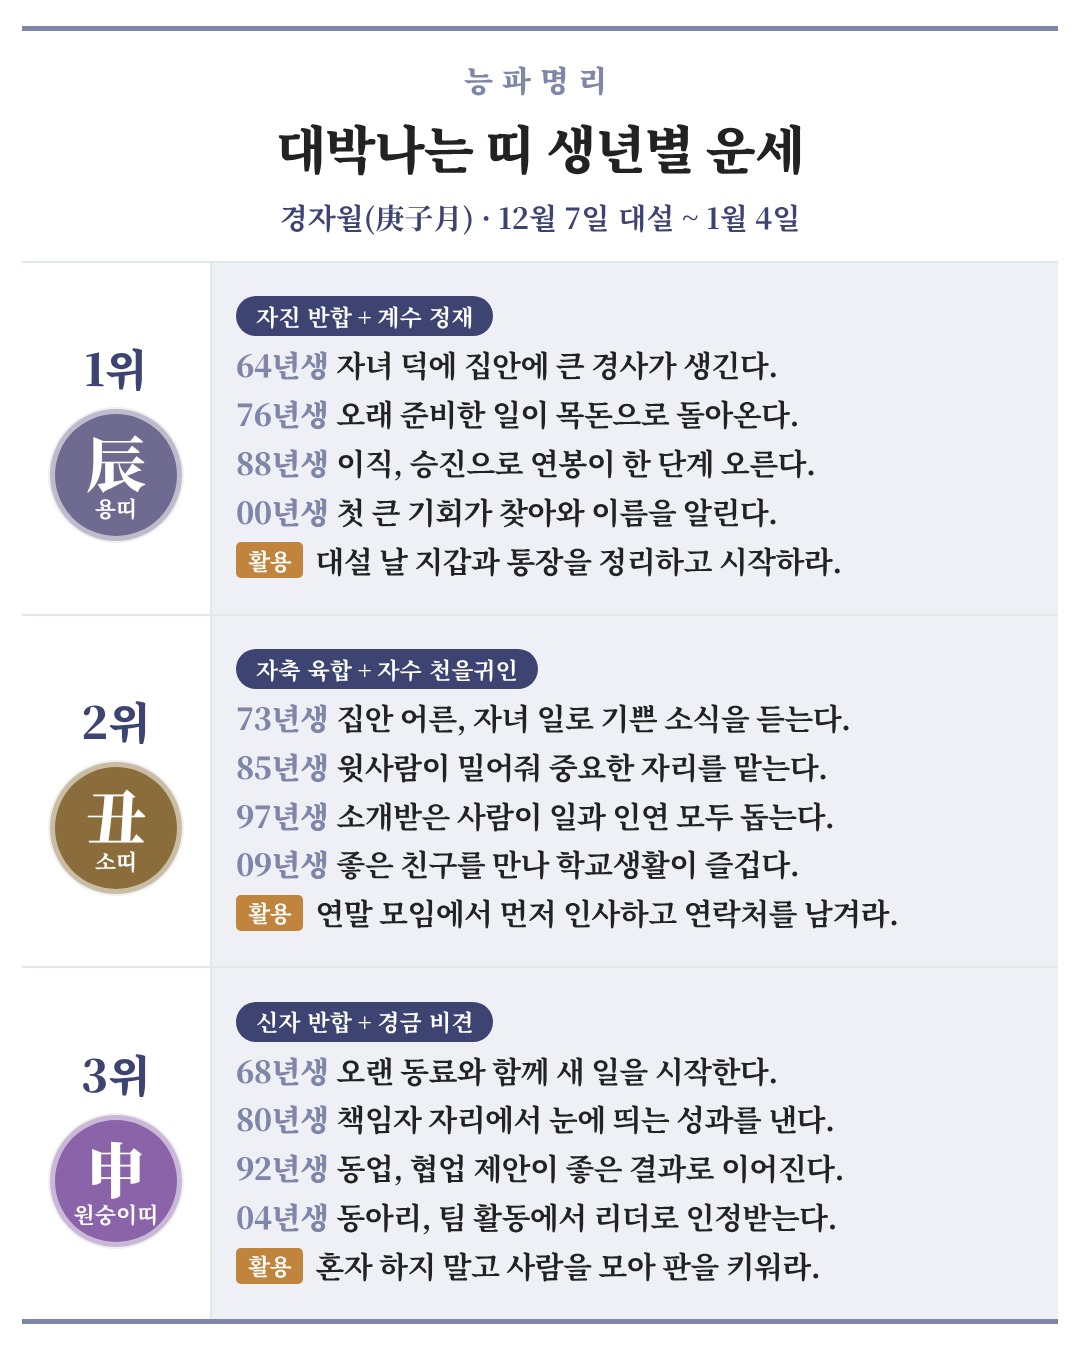 능파명리
대박나는 띠 생년별 운세
경자월(庚子月) · 12월 7일 대설 ~ 1월 4일
1위
辰
용띠
자진 반합 + 계수 정재
64년생 자녀 덕에 집안에 큰 경사가 생긴다.
76년생 오래 준비한 일이 목돈으로 돌아온다.
88년생 이직, 승진으로 연봉이 한 단계 오른다.
00년생 첫 큰 기회가 찾아와 이름을 알린다.
활용 대설 날 지갑과 통장을 정리하고 시작하라.
2위
丑
소띠
자축 육합 + 자수 천을귀인
73년생 집안 어른, 자녀 일로 기쁜 소식을 듣는다.
85년생 윗사람이 밀어줘 중요한 자리를 맡는다.
97년생 소개받은 사람이 일과 인연 모두 돕는다.
09년생 좋은 친구를 만나 학교생활이 즐겁다.
활용 연말 모임에서 먼저 인사하고 연락처를 남겨라.
3위
申
원숭이띠
신자 반합 + 경금 비견
68년생 오랜 동료와 함께 새 일을 시작한다.
80년생 책임자 자리에서 눈에 띄는 성과를 낸다.
92년생 동업, 협업 제안이 좋은 결과로 이어진다.
04년생 동아리, 팀 활동에서 리더로 인정받는다.
활용 혼자 하지 말고 사람을 모아 판을 키워라.